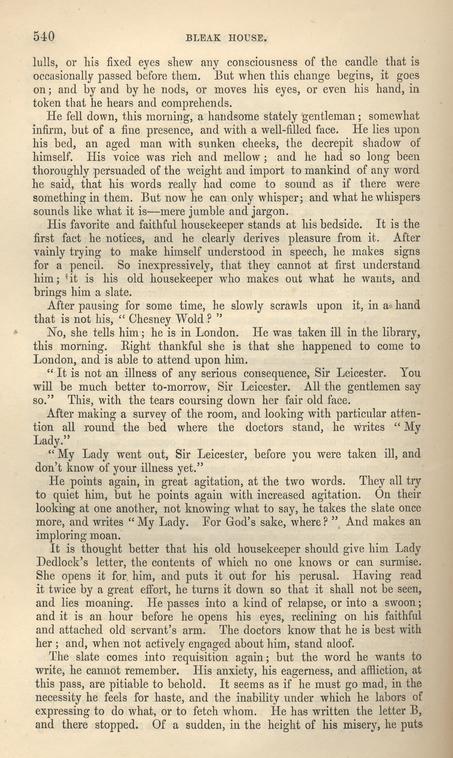 540
BLEAK HOUSE.
lulls, or his fixed eyes shew any consciousness of the candle that is
occasionally passed before them. But when this change begins, it goes
on; and by and by he nods, or moves his eyes, or even his hand, in
token that he hears and comprehends.
He fell down, this morning, a handsome stately gentleman; somewhat
infirm, but of a fine presence, and with a well-filled face. He lies upon
his bed, an aged man with sunken cheeks, the decrepit shadow of
himself. His voice was rich and mellow; and he had so long been
thoroughly persuaded of the weight and import to mankind of any word
he said, that his words really had come to sound as if there were
something in them. But now he can only whisper; and what he whispers
sounds like what it is—mere jumble and jargon.
His favorite and faithful housekeeper stands at his bedside. It is the
first fact he notices, and he clearly derives pleasure from it. After
vainly trying to make himself understood in speech, he makes signs
for a pencil. So inexpressively, that they cannot at first understand
him; it is his old housekeeper who makes out what he wants, and
brings him a slate.
After pausing for some time, he slowly scrawls upon it, in a hand
that is not his, "Chesney Wold?"
No, she tells him; he is in London. He was taken ill in the library,
this morning. Right thankful she is that she happened to come to
London, and is able to attend upon him.
"It is not an illness of any serious consequence, Sir Leicester. You
will be much better to-morrow, Sir Leicester. All the gentlemen say
so." This, with the tears coursing down her fair old face.
After making a survey of the room, and looking with particular atten-
tion all round the bed where the doctors stand, he writes "My
Lady."
"My Lady went out, Sir Leicester, before you were taken ill, and
don't know of your illness yet."
He points again, in great agitation, at the two words. They all try
to quiet him, but he points again with increased agitation. On their
looking at one another, not knowing what to say, he takes the slate once
more, and writes "My Lady. For God's sake, where?" And makes an
imploring moan.
It is thought better that his old housekeeper should give him Lady
Dedlock's letter, the contents of which no one knows or can surmise.
She opens it for him, and puts it out for his perusal. Having read
it twice by a great effort, he turns it down so that it shall not be seen,
and lies moaning. He passes into a kind of relapse, or into a swoon;
and it is an hour before he opens his eyes, reclining on his faithful
and attached old servant's arm. The doctors know that he is best with
her; and, when not actively engaged about him, stand aloof.
The slate comes into requisition again; but the word he wants to
write, he cannot remember. His anxiety, his eagerness, and affliction, at
this pass, are pitiable to behold. It seems as if he must go mad, in the
necessity he feels for haste, and the inability under which he labors of
expressing to do what, or to fetch whom. He has written the letter B,
and there stopped. Of a sudden, in the height of his misery, he puts